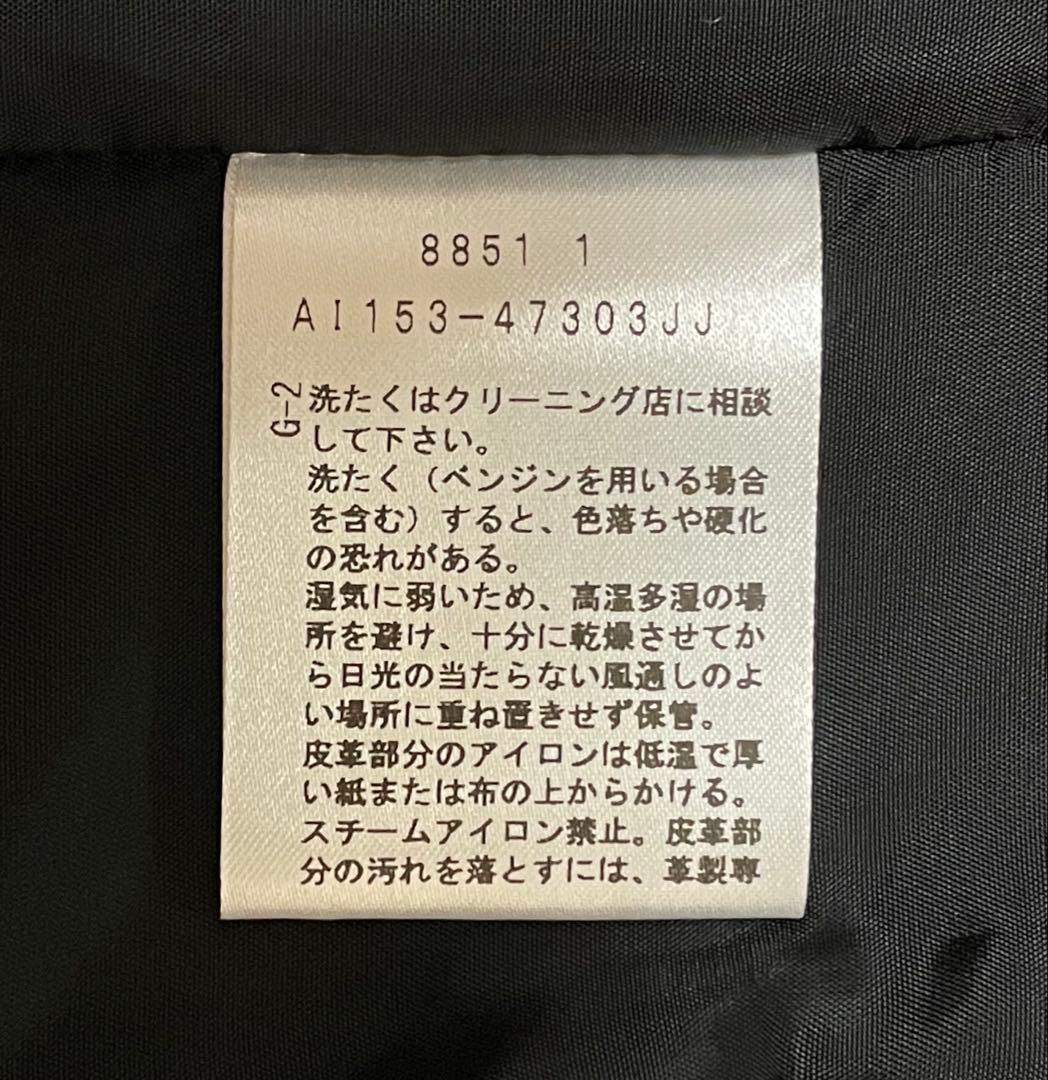 8851 1
AI153-47303JJ
G-2
洗たくはクリーニング店に相談
して下さい。
洗たく（ベンジンを用いる場合
を含む）すると、色落ちや硬化
の恐れがある。
湿気に弱いため、高温多湿の場
所を避け、十分に乾燥させてか
ら日光の当たらない風通しのよ
い場所に重ね置きせず保管。
皮革部分のアイロンは低温で厚
い紙または布の上からかける。
スチームアイロン禁止。皮革部
分の汚れを落とすには、革製専